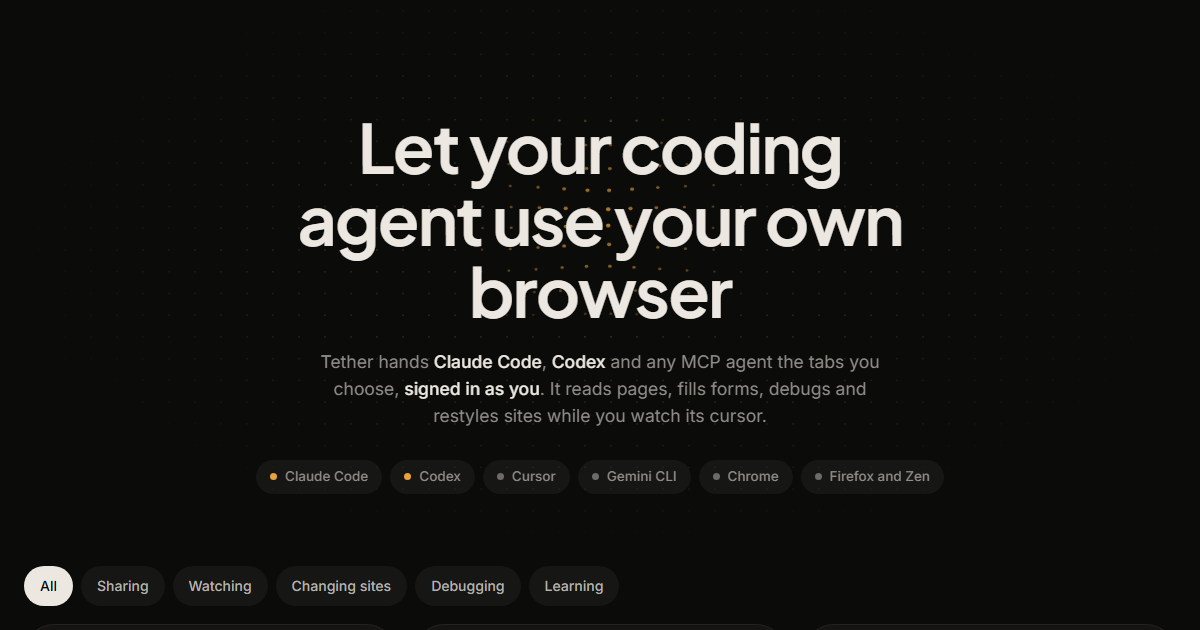 Let your coding
agent use your own
browser
Tether hands Claude Code, Codex and any MCP agent the tabs you
choose, signed in as you. It reads pages, fills forms, debugs and
restyles sites while you watch its cursor.
Claude Code Codex Cursor Gemini CLI Chrome Firefox and Zen
All Sharing Watching Changing sites Debugging Learning